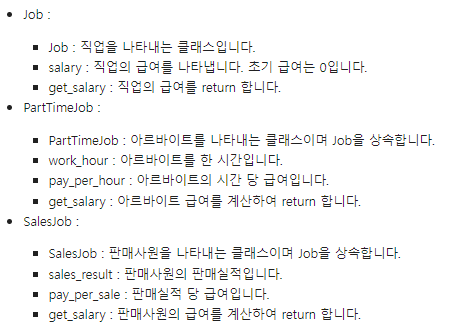 Job :
Job : 직업을 나타내는 클래스입니다.
salary : 직업의 급여를 나타냅니다. 초기 급여는 0입니다.
get_salary : 직업의 급여를 return 합니다.
PartTimeJob :
PartTimeJob : 아르바이트를 나타내는 클래스이며 Job을 상속합니다.
work_hour : 아르바이트를 한 시간입니다.
pay_per_hour : 아르바이트의 시간 당 급여입니다.
get_salary : 아르바이트 급여를 계산하여 return 합니다.
SalesJob :
SalesJob : 판매사원을 나타내는 클래스이며 Job을 상속합니다.
sales_result : 판매사원의 판매실적입니다.
pay_per_sale : 판매실적 당 급여입니다.
get_salary : 판매사원의 급여를 계산하여 return 합니다.